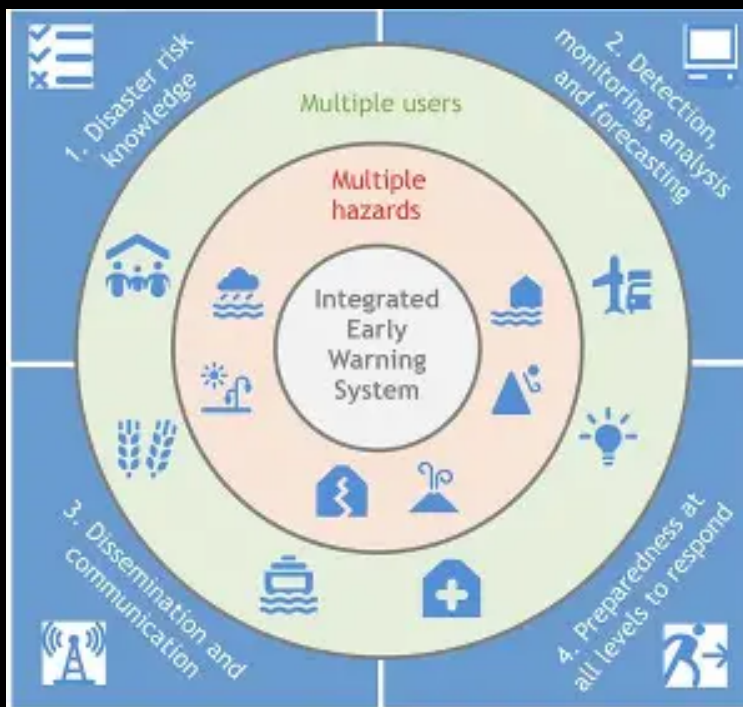 1. Disaster risk
knowledge
2. Detection,
monitoring, analysis
and forecasting
Multiple users
Multiple
hazards
Integrated
Early
Warning
System
3. Dissemination and
communication
4. Preparedness at
all levels to respond